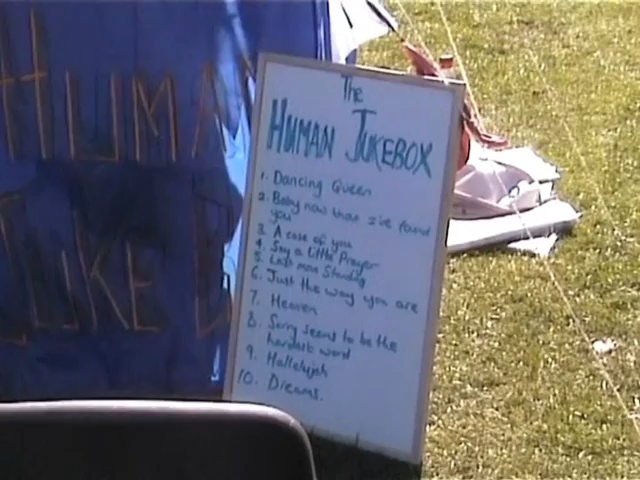 HUMAN
JUKEB
The
HUMAN JUKEBOX
1. Dancing Queen
2. Baby now that I've found
you
3. A case of you
4. Say a Little Prayer
5. Last man Standing
6. Just the way you are
7. Heaven
8. Sorry seems to be the
hardest word
9. Hallelujah
10. Dreams.